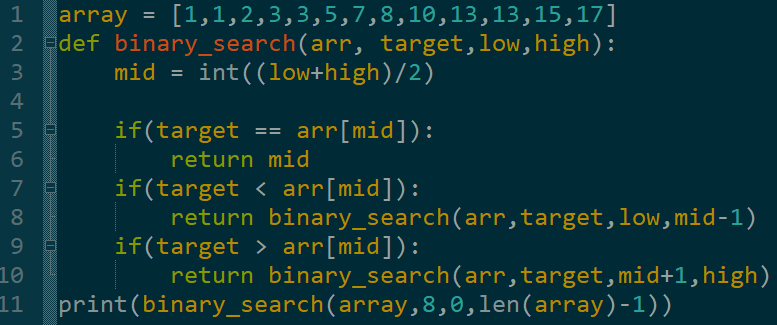 1 array = [1,1,2,3,3,5,7,8,10,13,13,15,17]
2 def binary_search(arr, target,low,high):
3     mid = int((low+high)/2)
4
5     if(target == arr[mid]):
6         return mid
7     if(target < arr[mid]):
8         return binary_search(arr,target,low,mid-1)
9     if(target > arr[mid]):
10         return binary_search(arr,target,mid+1,high)
11 print(binary_search(array,8,0,len(array)-1))